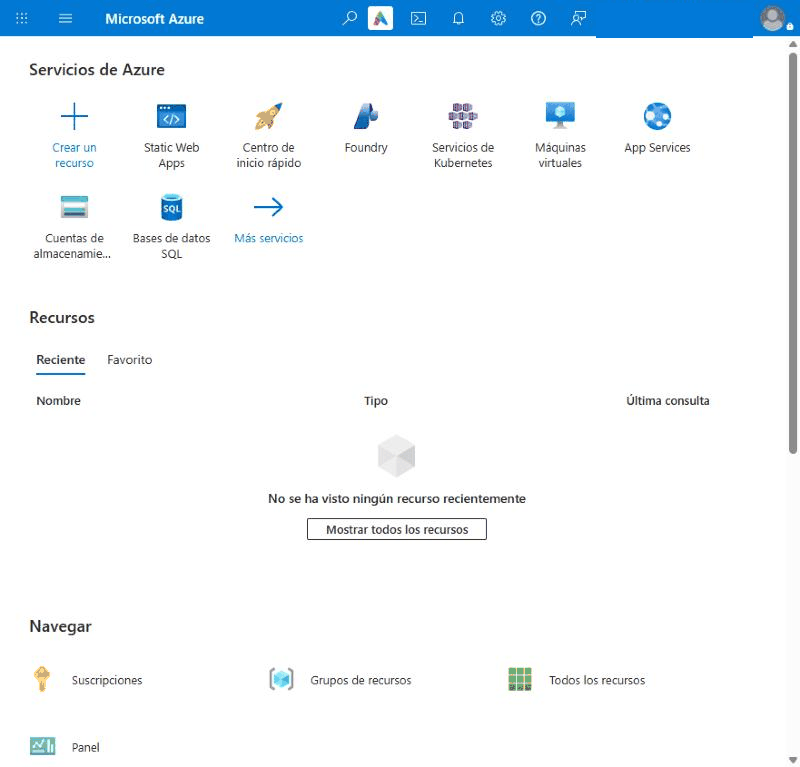 Microsoft Azure
Servicios de Azure
Crear un
recurso
Static Web
Apps
Centro de
inicio rápido
Foundry
Servicios de
Kubernetes
Máquinas
virtuales
App Services
Cuentas de
almacenamie...
SQL
Bases de datos
SQL
Más servicios
Recursos
Reciente
Favorito
Nombre
Tipo
Última consulta
No se ha visto ningún recurso recientemente
Mostrar todos los recursos
Navegar
Suscripciones
Grupos de recursos
Todos los recursos
Panel